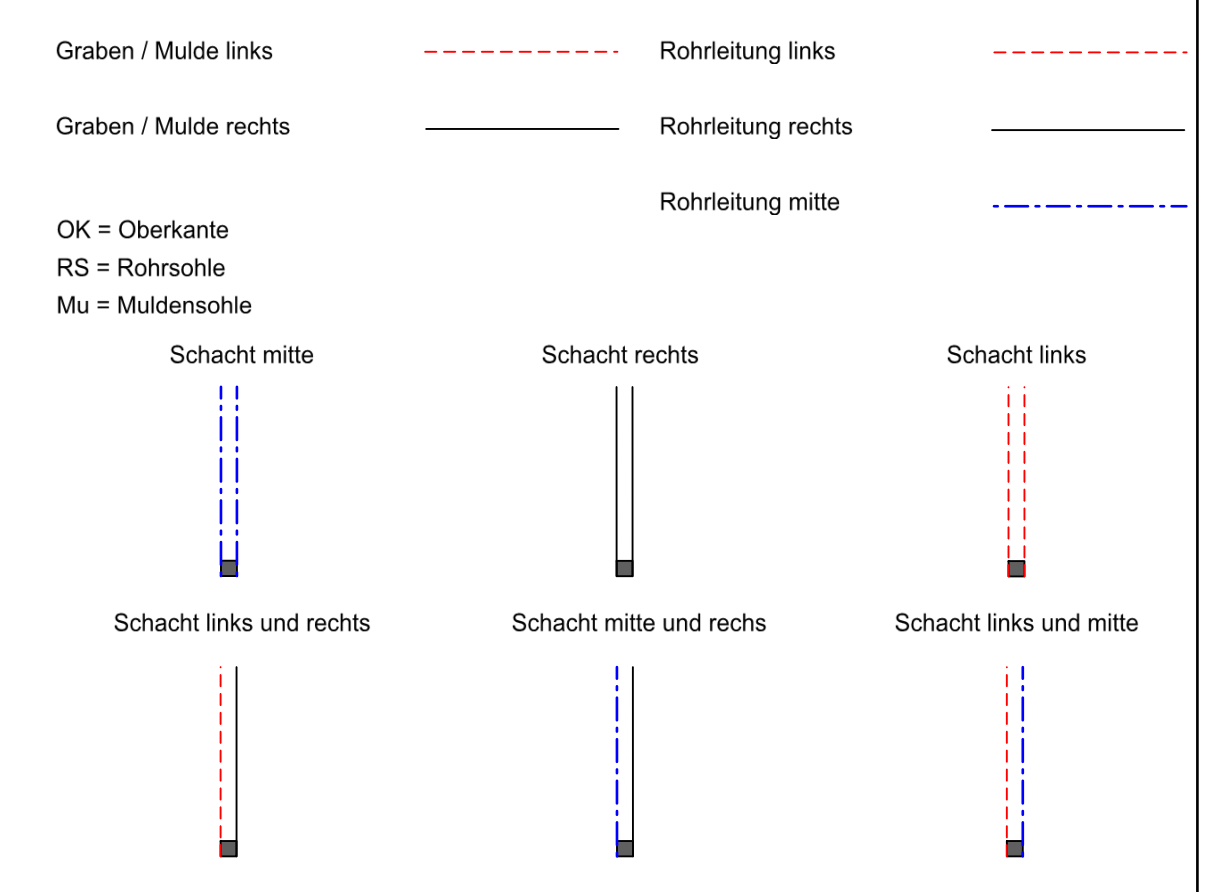 Graben / Mulde links
Rohrleitung links
Graben / Mulde rechts
Rohrleitung rechts
Rohrleitung mitte
OK = Oberkante
RS = Rohrsohle
Mu = Muldensohle
Schacht mitte
Schacht rechts
Schacht links
Schacht links und rechts
Schacht mitte und rechs
Schacht links und mitte